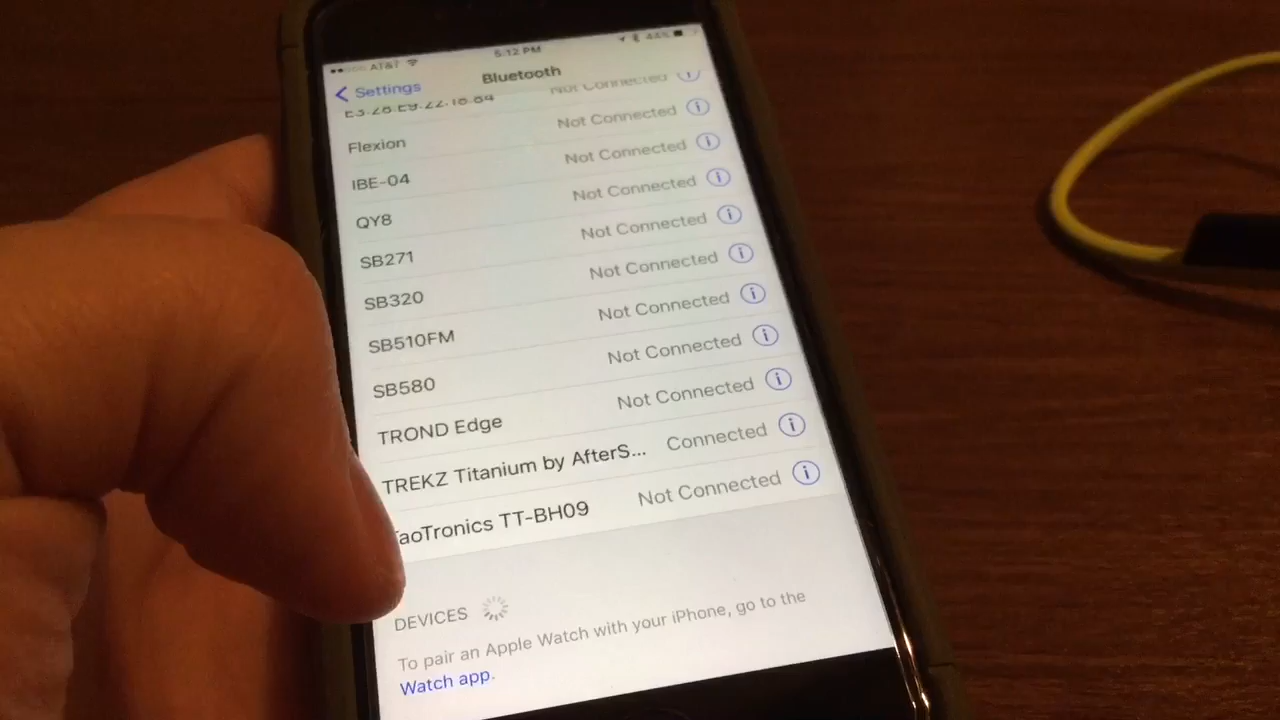 AT&T 5:12 PM 44%
Settings Bluetooth
Not Connected
Flexion Not Connected
IBE-04 Not Connected
QY8 Not Connected
SB271 Not Connected
SB320 Not Connected
SB510FM Not Connected
SB580 Not Connected
TROND Edge Not Connected
TREKZ Titanium by AfterS... Connected
TaoTronics TT-BH09 Not Connected
DEVICES
To pair an Apple Watch with your iPhone, go to the
Watch app.